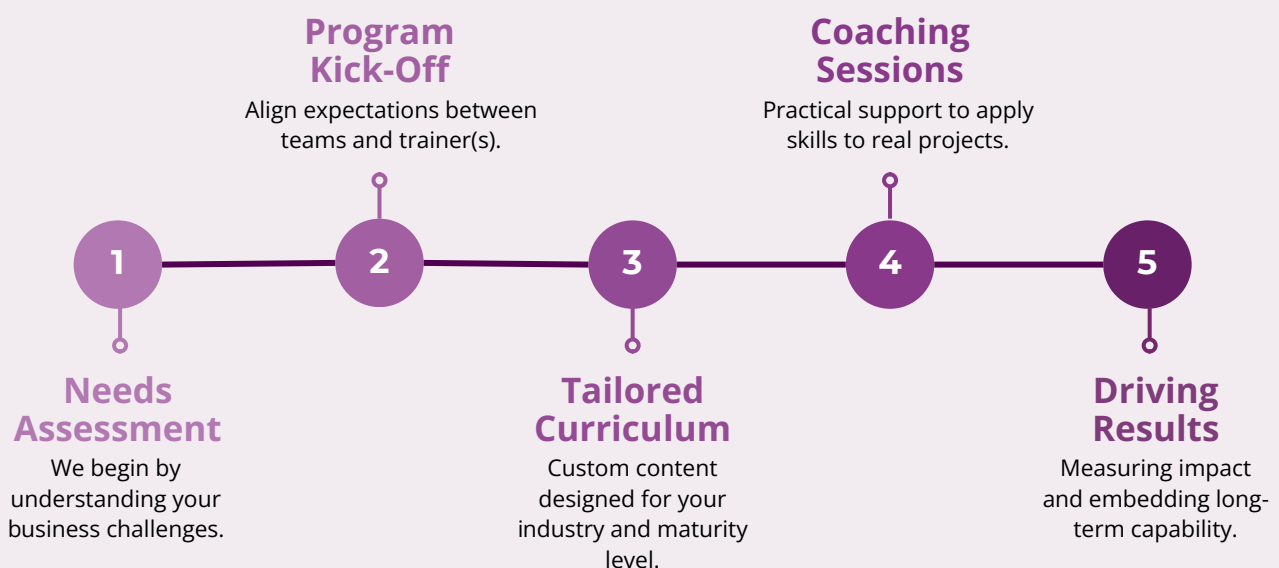 Program
Kick-Off
Align expectations between
teams and trainer(s).
Coaching
Sessions
Practical support to apply
skills to real projects.
1
2
3
4
5
Needs
Assessment
We begin by
understanding your
business challenges.
Tailored
Curriculum
Custom content
designed for your
industry and maturity
level.
Driving
Results
Measuring impact
and embedding long-
term capability.